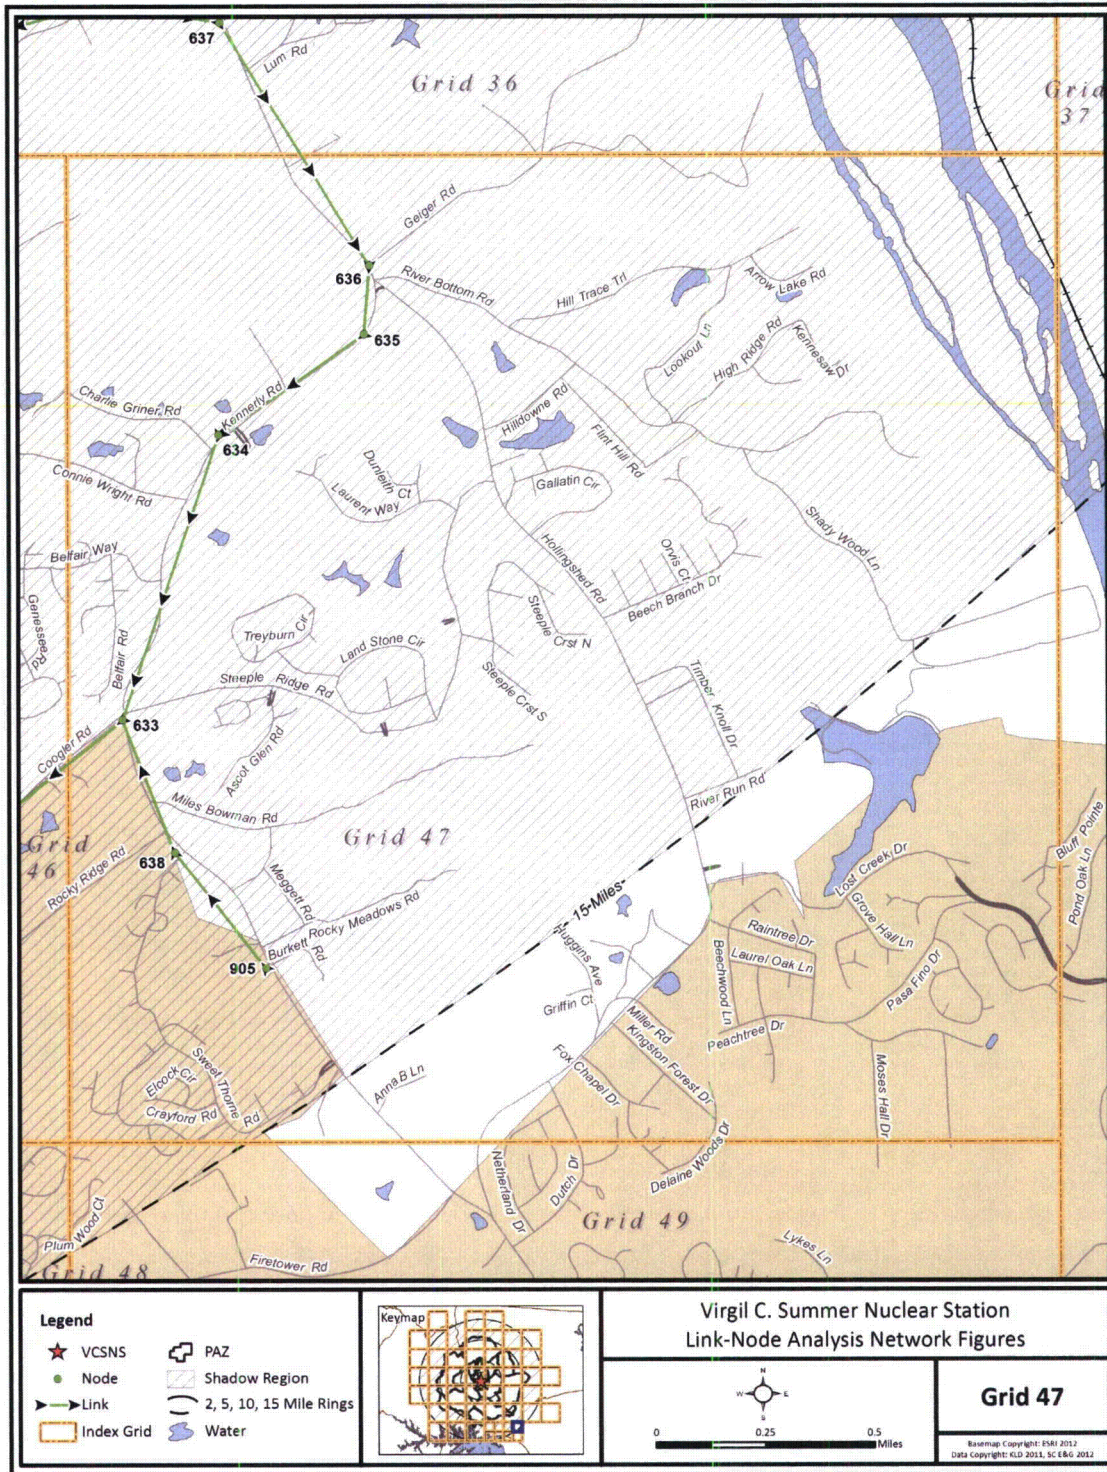 637
Lum Rd
Grid 36
Grid
37
Geiger Rd
636
River Bottom Rd
Hill Trace Trl
Arrow Lake Rd
635
Lookout Ln
High Ridge Rd
Kennesaw Dr
Charlie Griner Rd
Kennerly Rd
634
Hilldowne Rd
Flint Hill Rd
Connie Wright Rd
Dunleith Ct
Laurent Way
Gallatin Cir
Shady Wood Ln
Belfair Way
Hollingshed Rd
Orvis Ct
Beech Branch Dr
Genessee Rd
Belfair Rd
Treyburn Cir
Land Stone Cir
Steeple Crst N
Steeple Ridge Rd
Steeple Crst S
Timber Knoll Dr
633
Coogler Rd
Ascot Glen Rd
River Run Rd
Miles Bowman Rd
Grid 47
Grid
46
638
Rocky Ridge Rd
Meggett Rd
Rocky Meadows Rd
Burkett Rd
905
15-Miles
Bluff Pointe
Pond Oak Ln
Lost Creek Dr
Grove Hall Ln
Raintree Dr
Laurel Oak Ln
Beechwood Ln
Pasa Fino Dr
Huggins Ave
Griffin Ct
Miller Rd
Peachtree Dr
Kingston Forest Dr
Fox Chapel Dr
Moses Hall Dr
Sweet Thorne Rd
Elcock Cir
Crayford Rd
Anna B Ln
Netherland Dr
Dutch Dr
Delaine Woods Dr
Grid 49
Lykes Ln
Plum Wood Ct
Firetower Rd
Grid 48
Legend
VCSNS
PAZ
Node
Shadow Region
Link
2, 5, 10, 15 Mile Rings
Index Grid
Water
Keymap
Virgil C. Summer Nuclear Station
Link-Node Analysis Network Figures
N
W
E
S
0
0.25
0.5
Miles
Grid 47
Basemap Copyright: ESRI 2012
Data Copyright: KLD 2011, SC E&G 2012